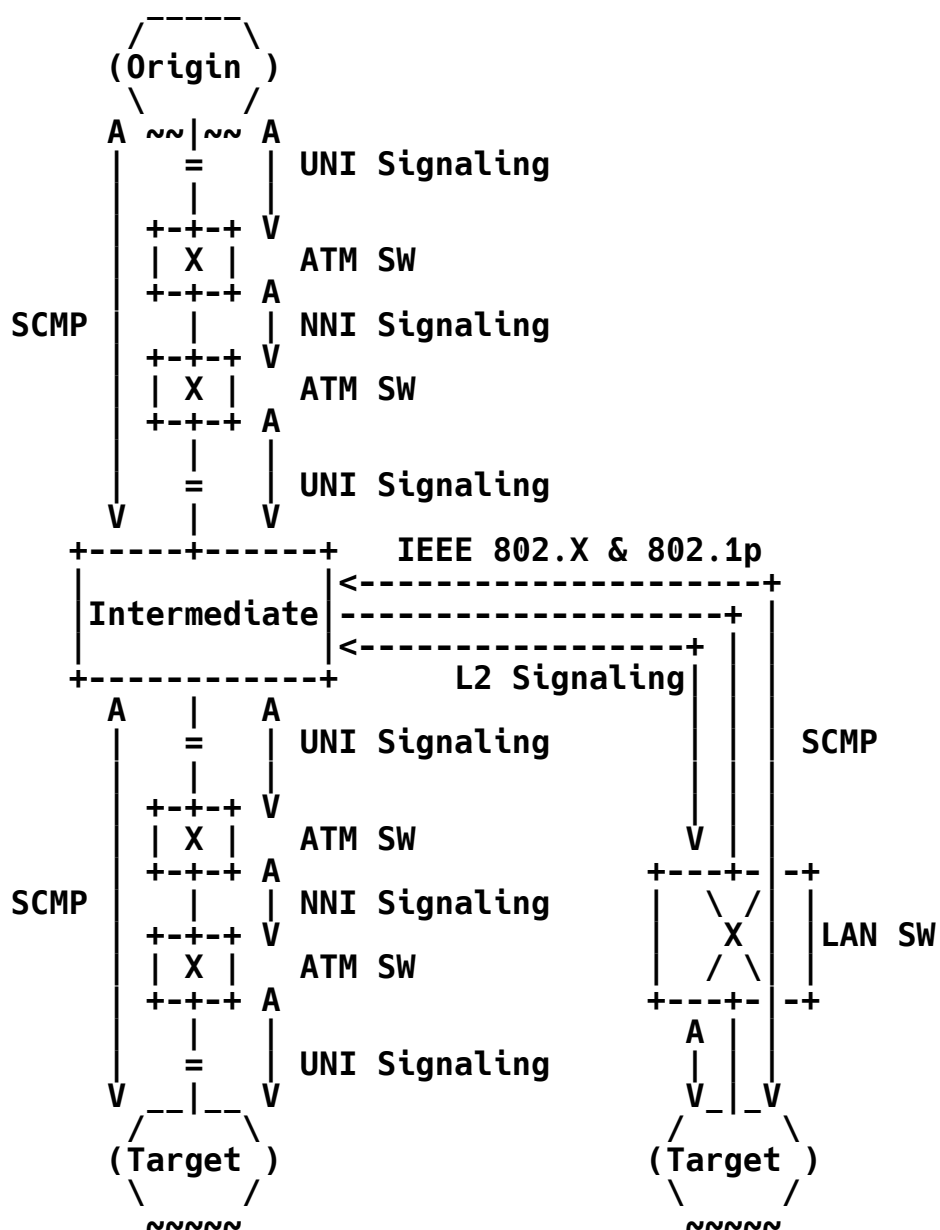 (Origin )
UNI Signaling
X ATM SW
SCMP NNI Signaling
X ATM SW
UNI Signaling
IEEE 802.X & 802.1p
Intermediate
L2 Signaling
UNI Signaling SCMP
X ATM SW
SCMP NNI Signaling
X LAN SW
X ATM SW
UNI Signaling
(Target ) (Target )